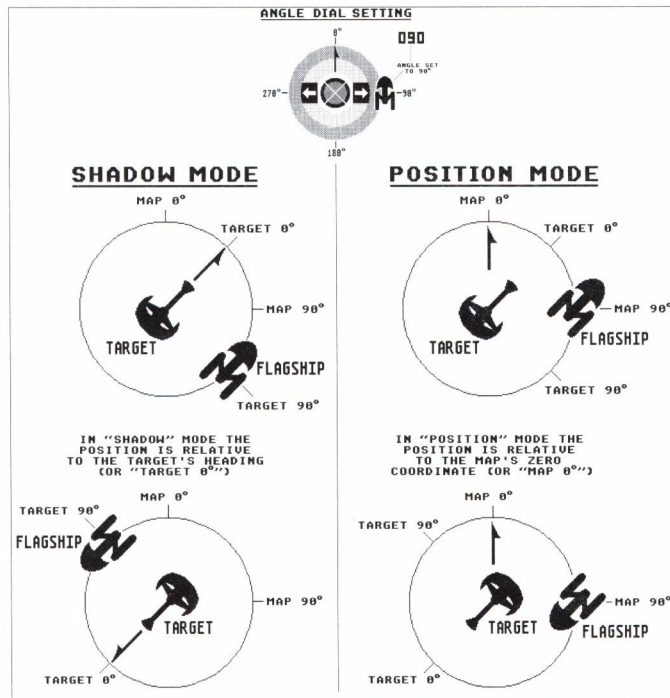 ANGLE DIAL SETTING
0°
090
ANGLE SET
TO 90°
270°
90°
180°
SHADOW MODE
MAP 0°
TARGET 0°
MAP 90°
TARGET
FLAGSHIP
TARGET 90°
IN "SHADOW" MODE THE
POSITION IS RELATIVE
TO THE TARGET'S HEADING
(OR "TARGET 0°")
MAP 0°
TARGET 90°
FLAGSHIP
MAP 90°
TARGET
TARGET 0°
POSITION MODE
MAP 0°
TARGET 0°
MAP 90°
TARGET
FLAGSHIP
TARGET 90°
IN "POSITION" MODE THE
POSITION IS RELATIVE
TO THE MAP'S ZERO
COORDINATE (OR "MAP 0°")
MAP 0°
TARGET 90°
MAP 90°
TARGET
FLAGSHIP
TARGET 0°